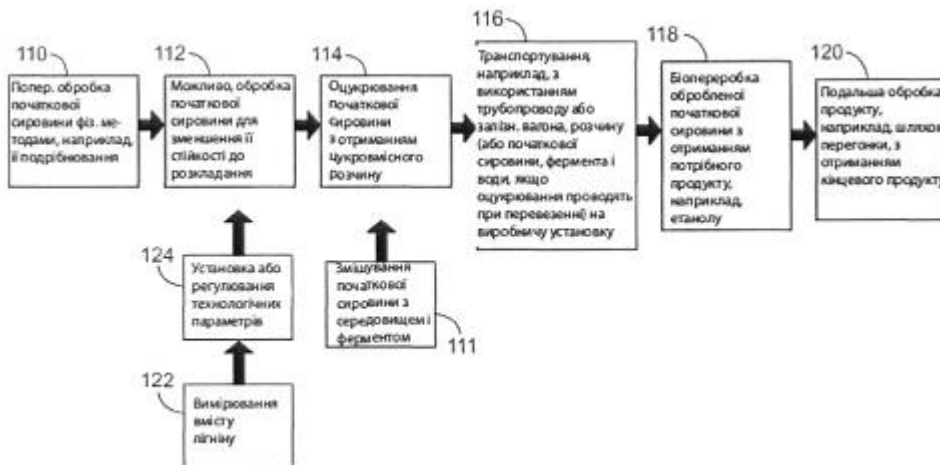 110
Попер. обробка
початкової
сировини фіз. ме-
тодами, наприклад,
її подрібнювання
112
Можливо, обробка
початкової
сировини для
зменшення її
стійкості до
розкладання
114
Оцукрювання
початкової
сировини
з отриманням
цукровмісного
розчину
116
Транспортування,
наприклад, з
використанням
трубопроводу або
залізн. вагона, розчину
(або початкової
сировини, фермента і
води, якщо
оцукрювання проводять
при перевезенні) на
виробничу установку
118
Біопереробка
обробленої
початкової
сировини з
отриманням
потрібного
продукту,
наприклад,
етанолу
120
Подальша обробка
продукту,
наприклад, шляхом
перегонки, з
отриманням
кінцевого продукту
124
Установка або
регулювання
технологічних
параметрів
Змішування
початкової
сировини з
середовищем і
ферментом
111
122
Вимірювання
вмісту
лігніну